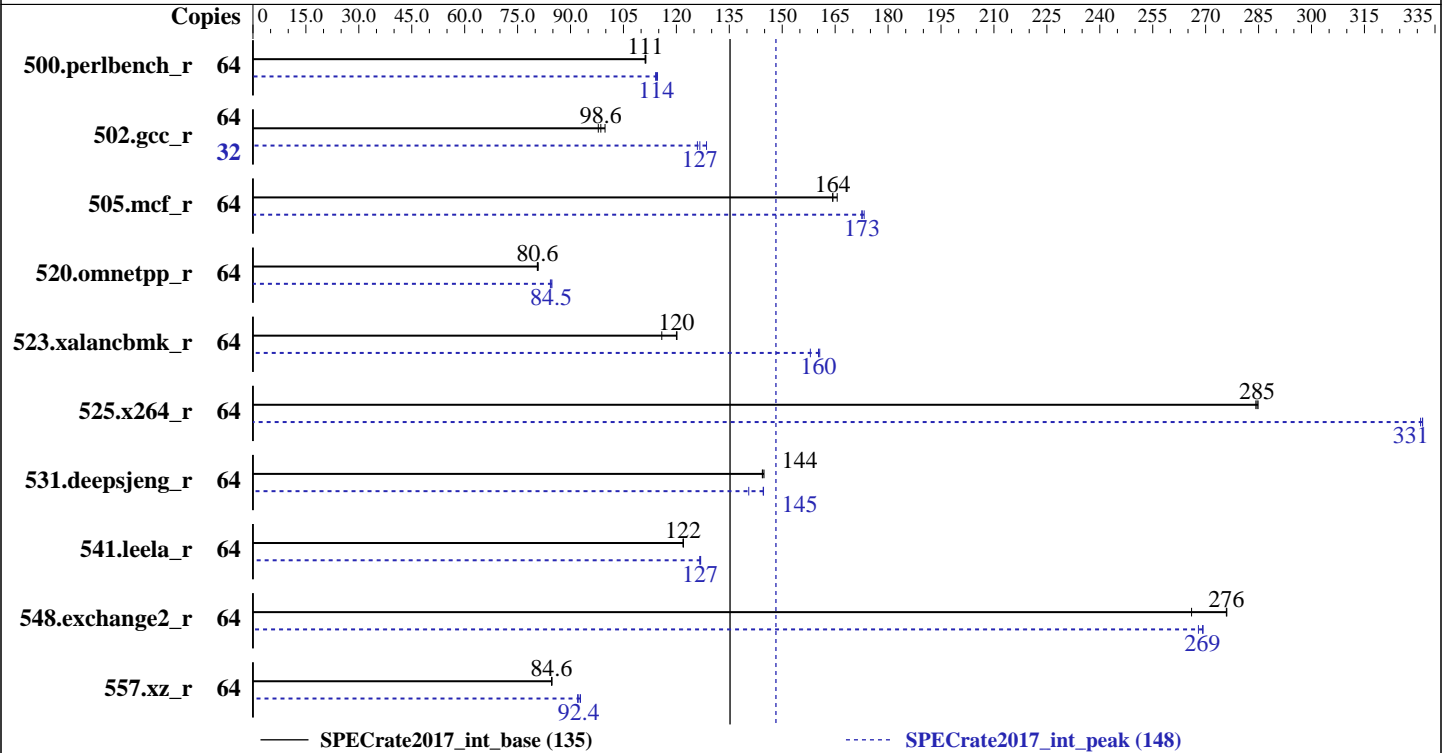 Copies 0 15.0 30.0 45.0 60.0 75.0 90.0 105 120 135 150 165 180 195 210 225 240 255 270 285 300 315 335
111
500.perlbench_r 64
114
98.6
64
502.gcc_r
32
127
164
505.mcf_r 64
173
80.6
520.omnetpp_r 64
84.5
120
523.xalancbmk_r 64
160
285
525.x264_r 64
331
144
531.deepsjeng_r 64
145
122
541.leela_r 64
127
276
548.exchange2_r 64
269
84.6
557.xz_r 64
92.4
SPECrate2017_int_base (135) SPECrate2017_int_peak (148)